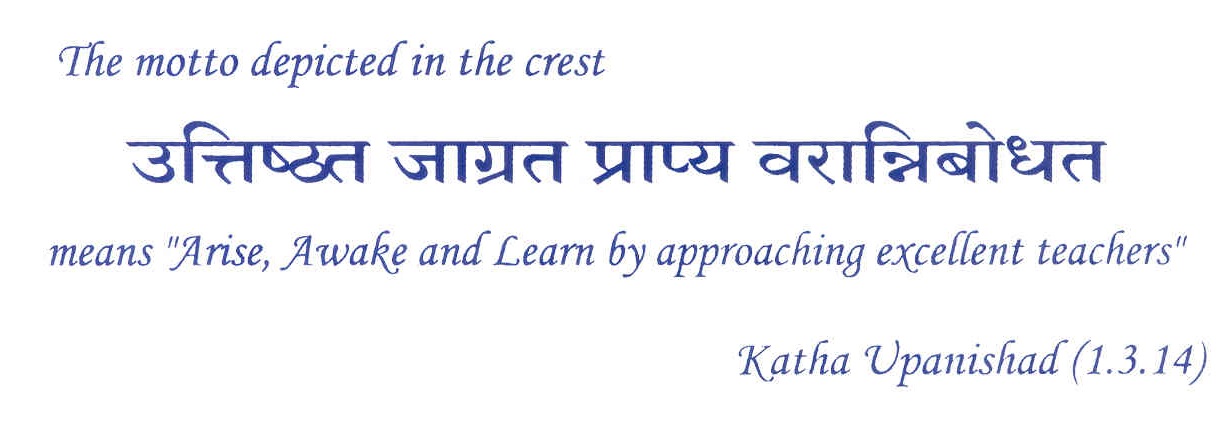 The motto depicted in the crest
उत्तिष्ठत जाग्रत प्राप्य वरान्निबोधत
means "Arise, Awake and Learn by approaching excellent teachers"
Katha Upanishad (1.3.14)